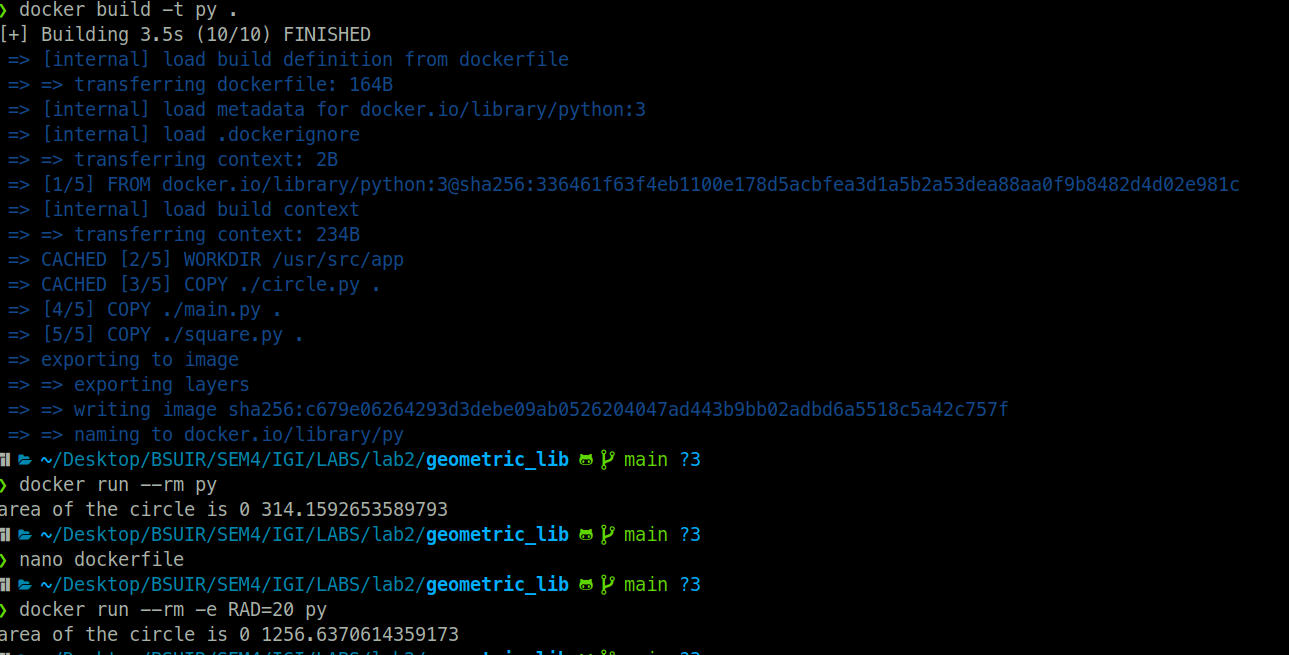 ❯ docker build -t py .
[+] Building 3.5s (10/10) FINISHED
=> [internal] load build definition from dockerfile
=> => transferring dockerfile: 164B
=> [internal] load metadata for docker.io/library/python:3
=> [internal] load .dockerignore
=> => transferring context: 2B
=> [1/5] FROM docker.io/library/python:3@sha256:336461f63f4eb1100e178d5acbfea3d1a5b2a53dea88aa0f9b8482d4d02e981c
=> [internal] load build context
=> => transferring context: 234B
=> CACHED [2/5] WORKDIR /usr/src/app
=> CACHED [3/5] COPY ./circle.py .
=> [4/5] COPY ./main.py .
=> [5/5] COPY ./square.py .
=> exporting to image
=> => exporting layers
=> => writing image sha256:c679e06264293d3debe09ab0526204047ad443b9bb02adbd6a5518c5a42c757f
=> => naming to docker.io/library/py
~/Desktop/BSUIR/SEM4/IGI/LABS/lab2/geometric_lib main ?3
❯ docker run --rm py
area of the circle is 0 314.1592653589793
~/Desktop/BSUIR/SEM4/IGI/LABS/lab2/geometric_lib main ?3
❯ nano dockerfile
~/Desktop/BSUIR/SEM4/IGI/LABS/lab2/geometric_lib main ?3
❯ docker run --rm -e RAD=20 py
area of the circle is 0 1256.6370614359173